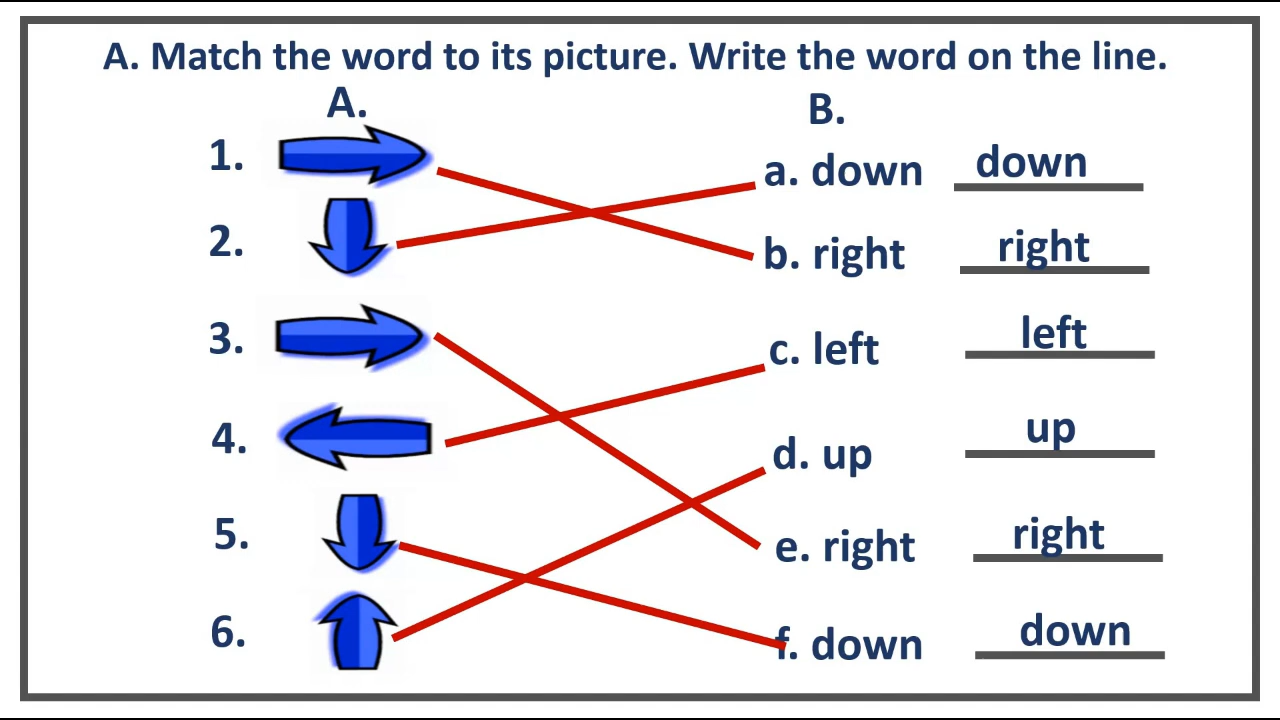 A. Match the word to its picture. Write the word on the line.
A. B.
1. a. down down
2. b. right right
3. c. left left
4. d. up up
5. e. right right
6. f. down down